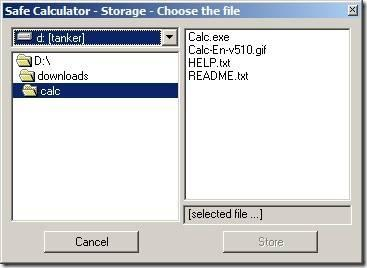 Safe Calculator - Storage - Choose the file
d: [tanker]
D:\
downloads
calc
Calc.exe
Calc-En-v510.gif
HELP.txt
README.txt
[selected file ...]
Cancel
Store